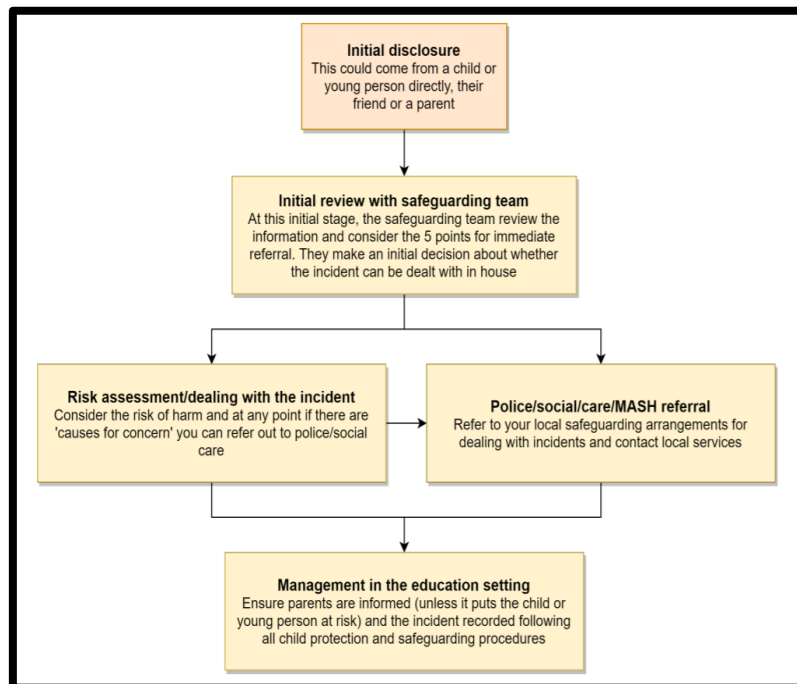 Initial disclosure
This could come from a child or
young person directly, their
friend or a parent
Initial review with safeguarding team
At this initial stage, the safeguarding team review the
information and consider the 5 points for immediate
referral. They make an initial decision about whether
the incident can be dealt with in house
Risk assessment/dealing with the incident
Consider the risk of harm and at any point if there are
'causes for concern' you can refer out to police/social
care
Police/social/care/MASH referral
Refer to your local safeguarding arrangements for
dealing with incidents and contact local services
Management in the education setting
Ensure parents are informed (unless it puts the child or
young person at risk) and the incident recorded following
all child protection and safeguarding procedures